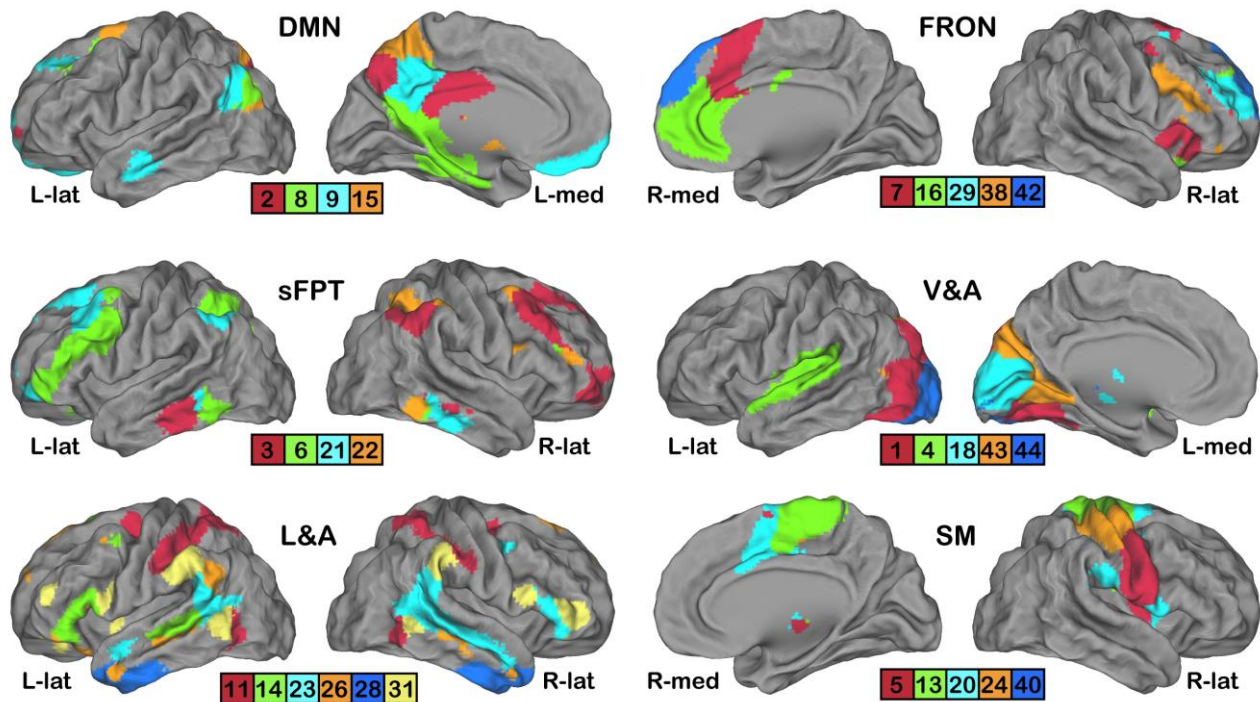 DMN
L-lat
L-med
2 8 9 15
FRON
R-med
R-lat
7 16 29 38 42
sFPT
L-lat
R-lat
3 6 21 22
V&A
L-lat
L-med
1 4 18 43 44
L&A
L-lat
R-lat
11 14 23 26 28 31
SM
R-med
R-lat
5 13 20 24 40